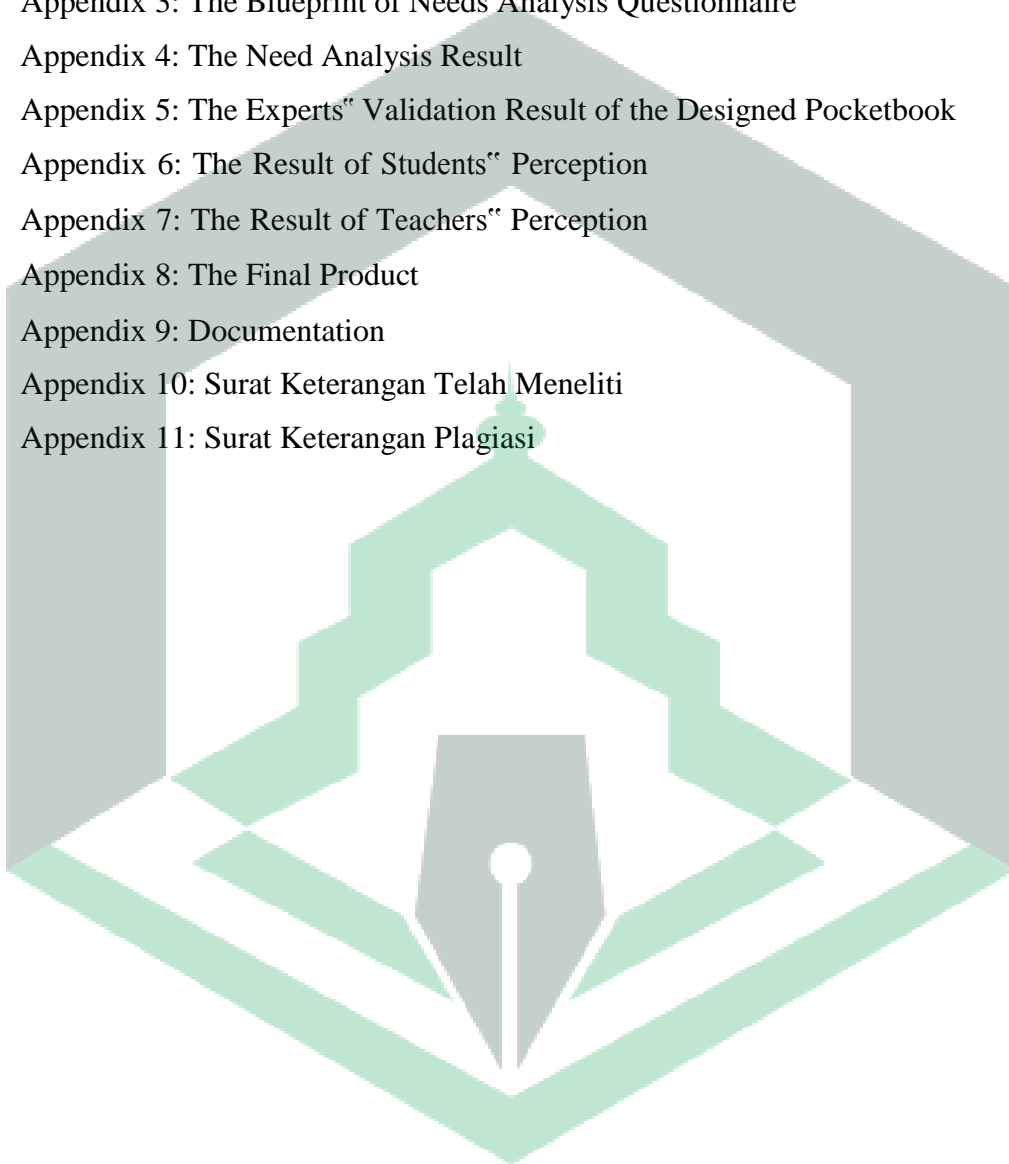 Appendix 3: The Blueprint of Needs Analysis Questionnaire
Appendix 4: The Need Analysis Result
Appendix 5: The Experts‟ Validation Result of the Designed Pocketbook
Appendix 6: The Result of Students‟ Perception
Appendix 7: The Result of Teachers‟ Perception
Appendix 8: The Final Product
Appendix 9: Documentation
Appendix 10: Surat Keterangan Telah Meneliti
Appendix 11: Surat Keterangan Plagiasi